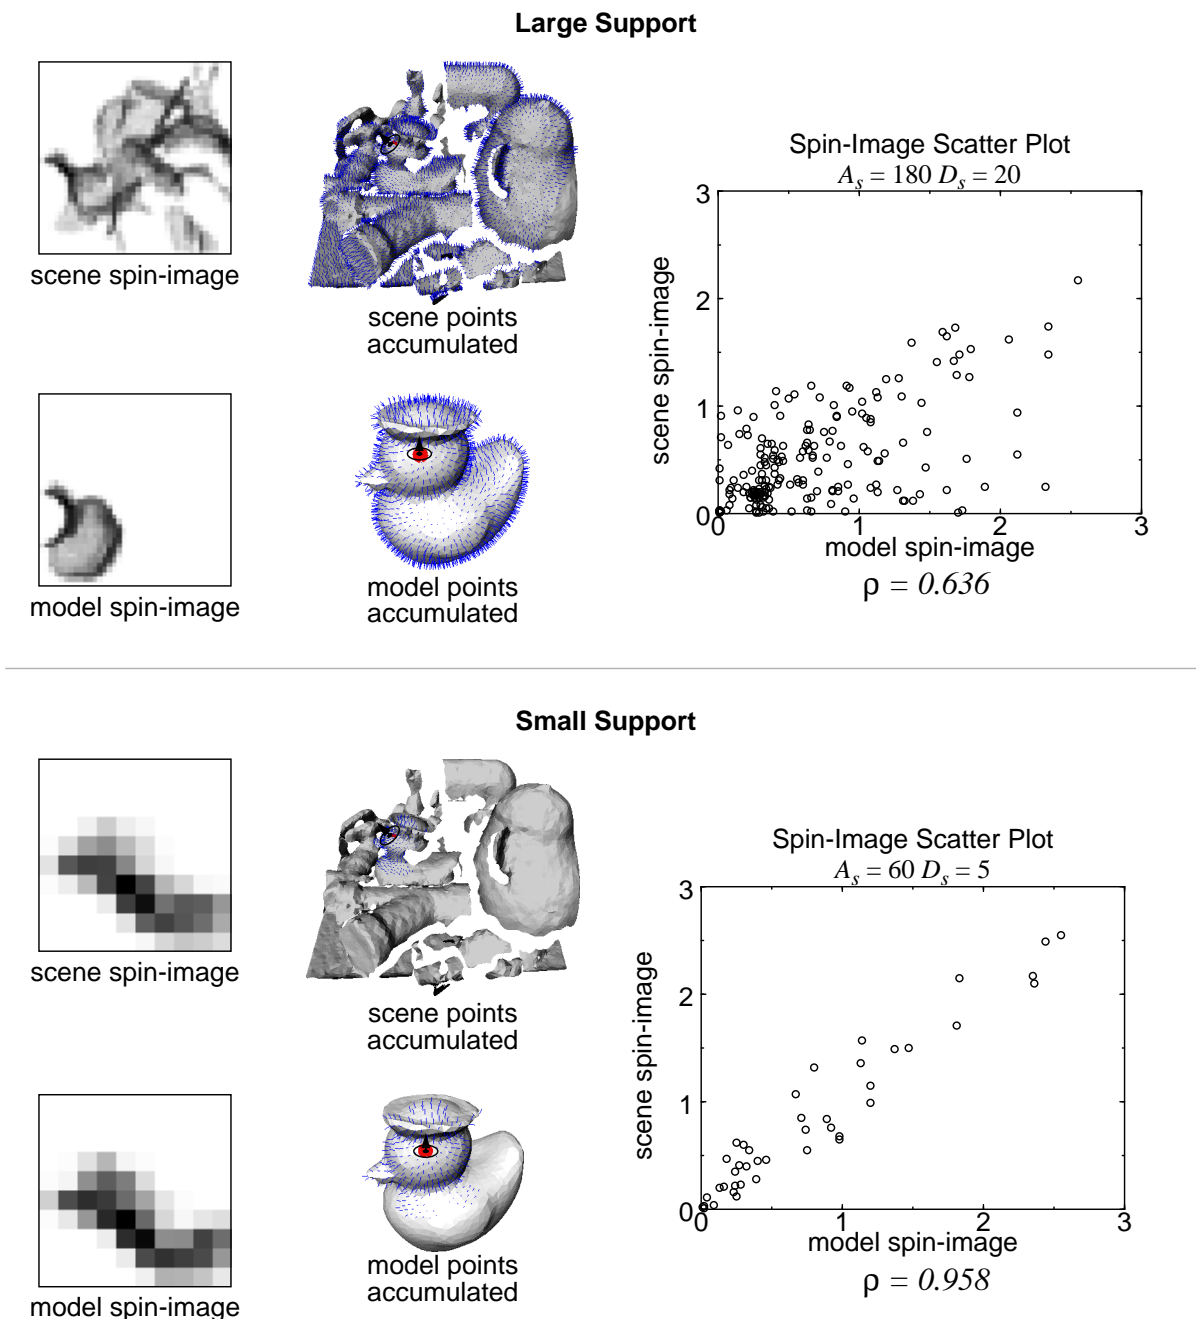 Large Support
scene spin-image
scene points
accumulated
Spin-Image Scatter Plot
A_s = 180 D_s = 20
3
2
1
0
scene spin-image
0
1
2
3
model spin-image
ρ = 0.636
model spin-image
model points
accumulated
Small Support
scene spin-image
scene points
accumulated
Spin-Image Scatter Plot
A_s = 60 D_s = 5
3
2
1
0
scene spin-image
0
1
2
3
model spin-image
ρ = 0.958
model spin-image
model points
accumulated